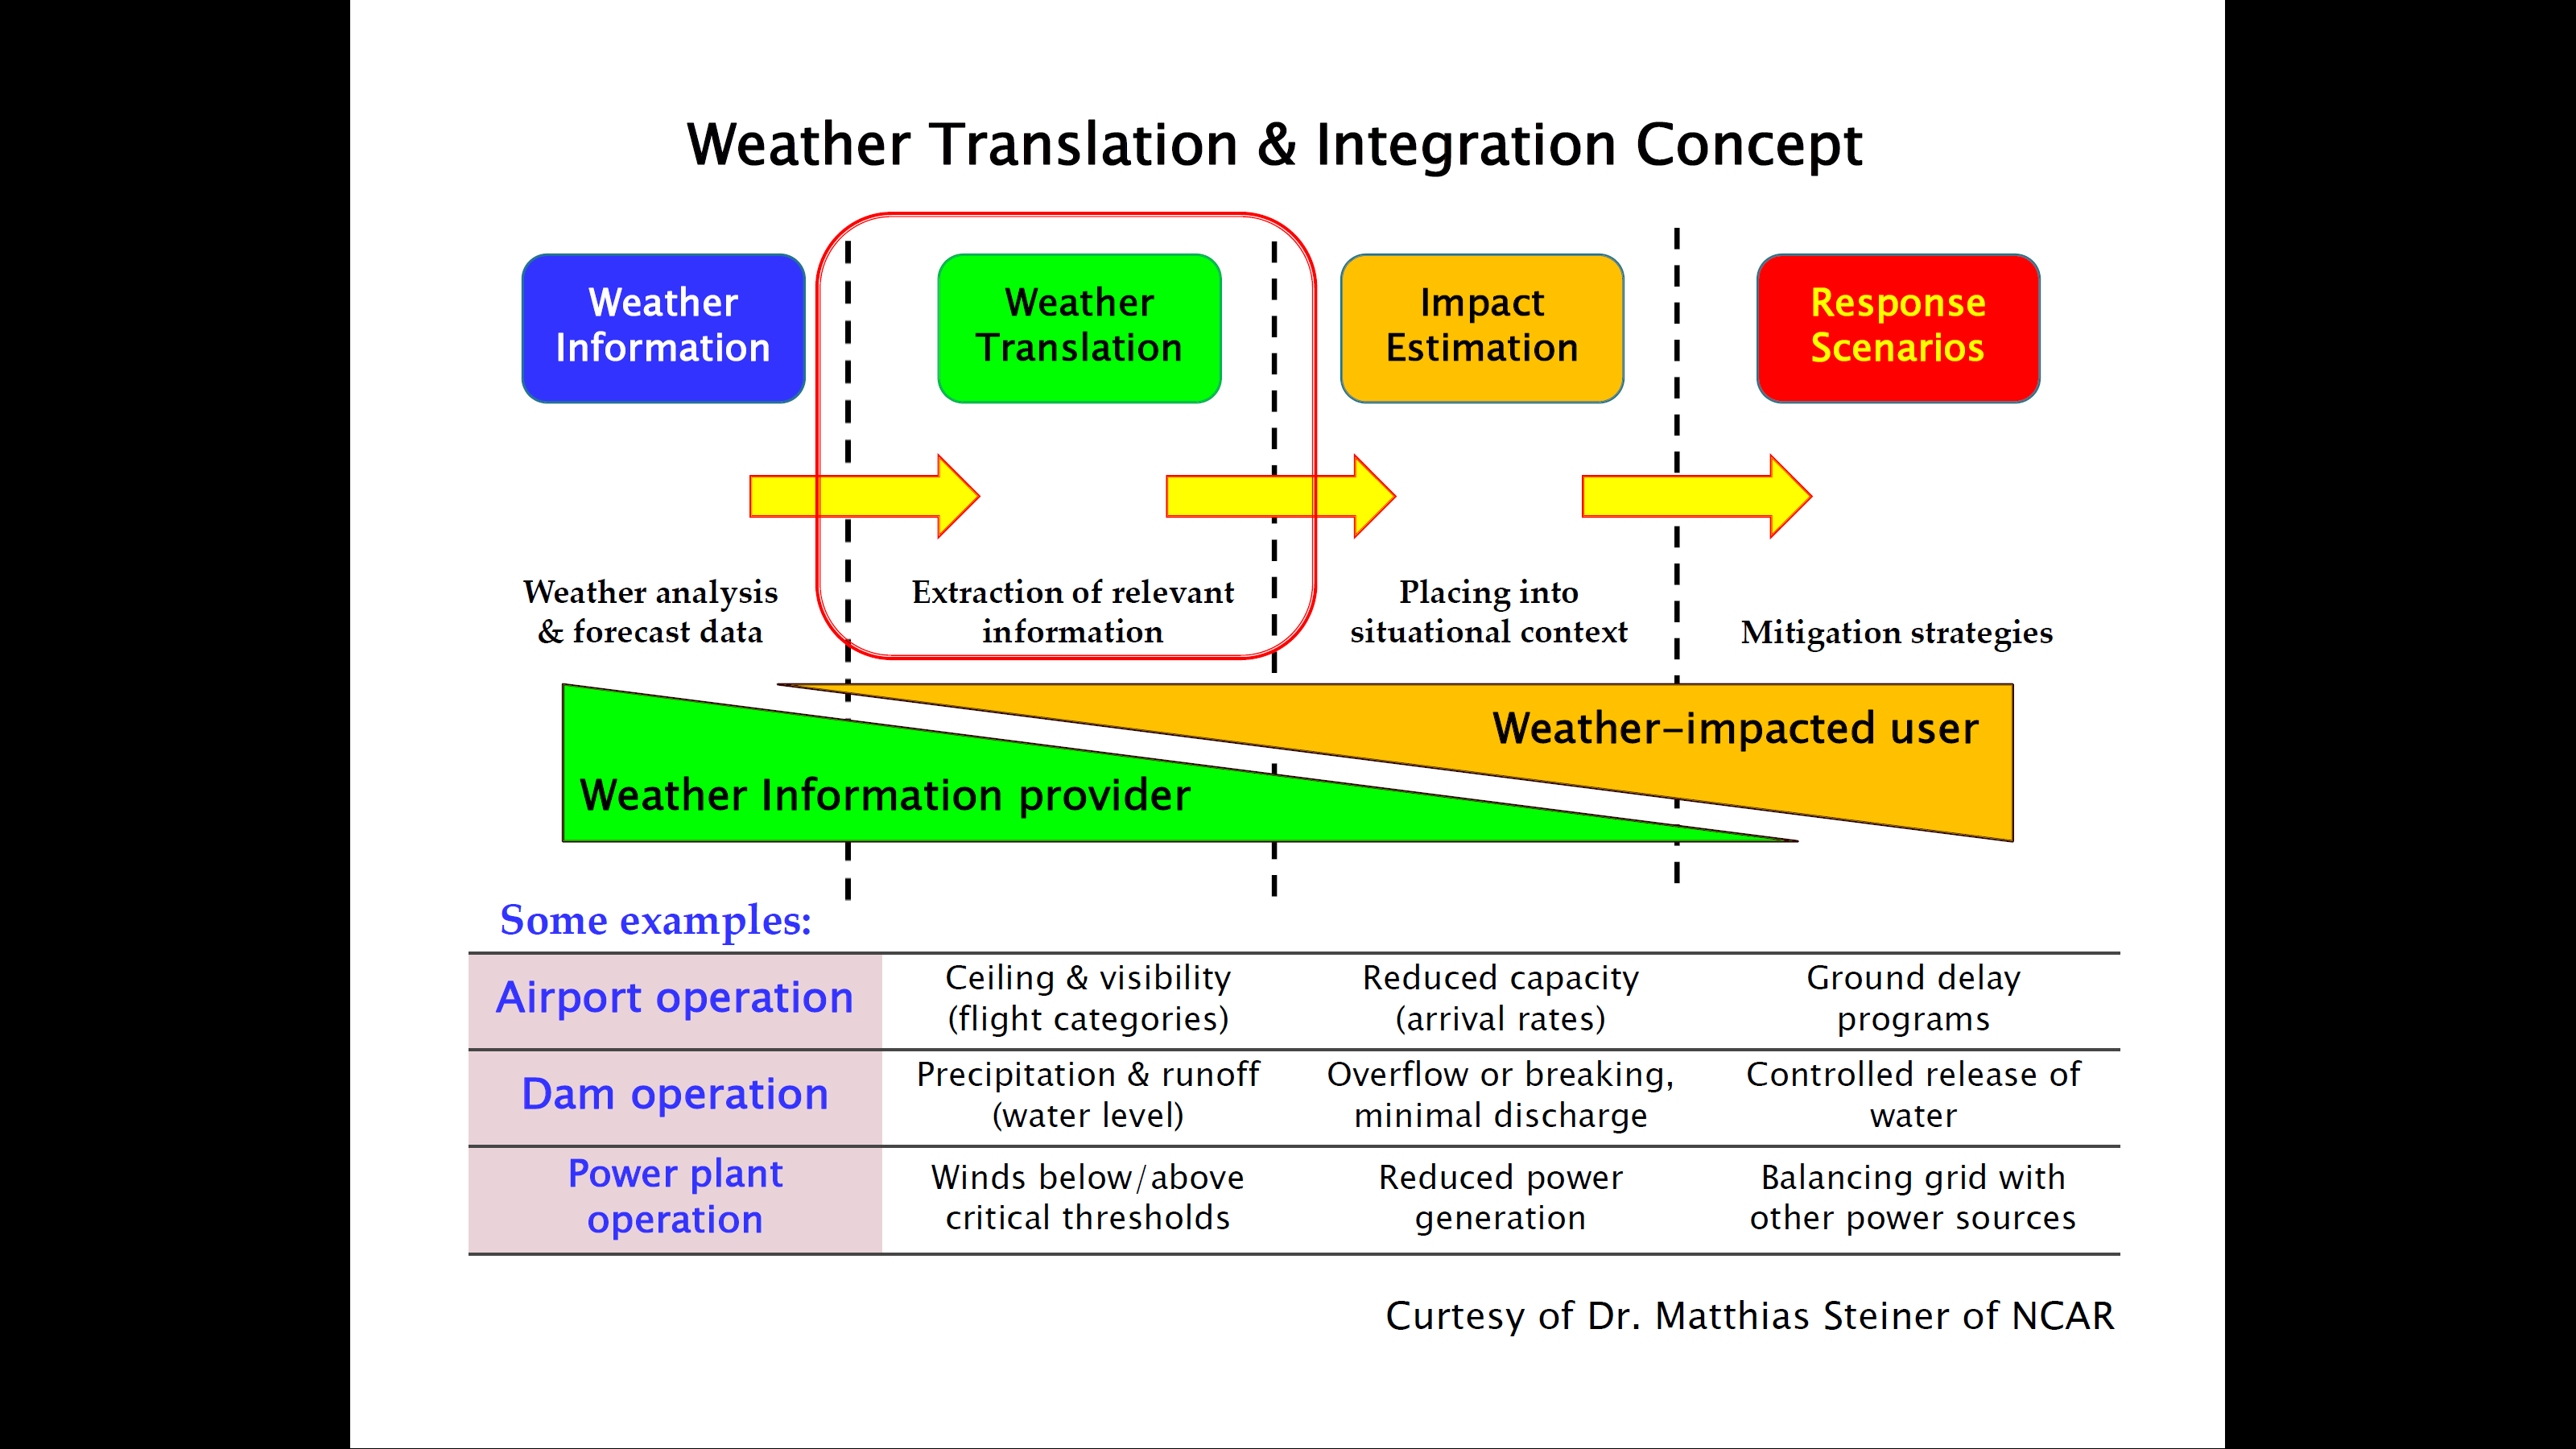 Weather Translation & Integration Concept
Weather
Information
Weather
Translation
Impact
Estimation
Response
Scenarios
Weather analysis
& forecast data
Extraction of relevant
information
Placing into
situational context
Mitigation strategies
Weather-impacted user
Weather Information provider
Some examples:
Airport operation
Ceiling & visibility
(flight categories)
Reduced capacity
(arrival rates)
Ground delay
programs
Dam operation
Precipitation & runoff
(water level)
Overflow or breaking,
minimal discharge
Controlled release of
water
Power plant
operation
Winds below/above
critical thresholds
Reduced power
generation
Balancing grid with
other power sources
Curtesy of Dr. Matthias Steiner of NCAR